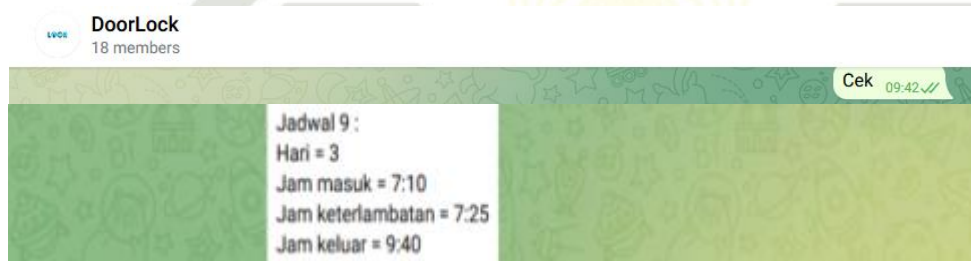 DoorLock
18 members
LOCK
Cek 09:42
Jadwal 9 :
Hari = 3
Jam masuk = 7:10
Jam keterlambatan = 7:25
Jam keluar = 9:40